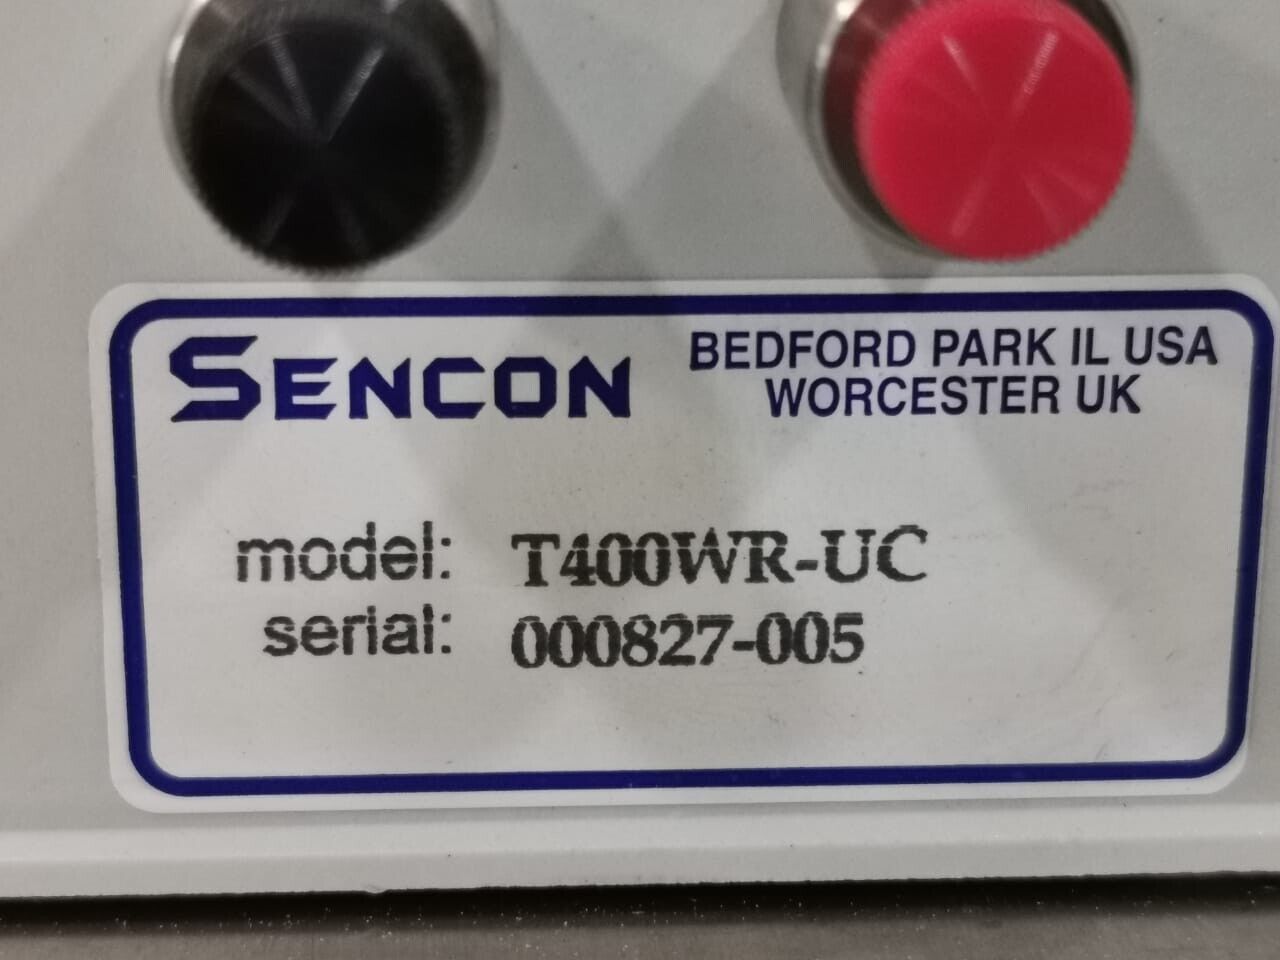 SENCON
BEDFORD PARK IL USA
WORCESTER UK
model: T400WR-UC
serial: 000827-005